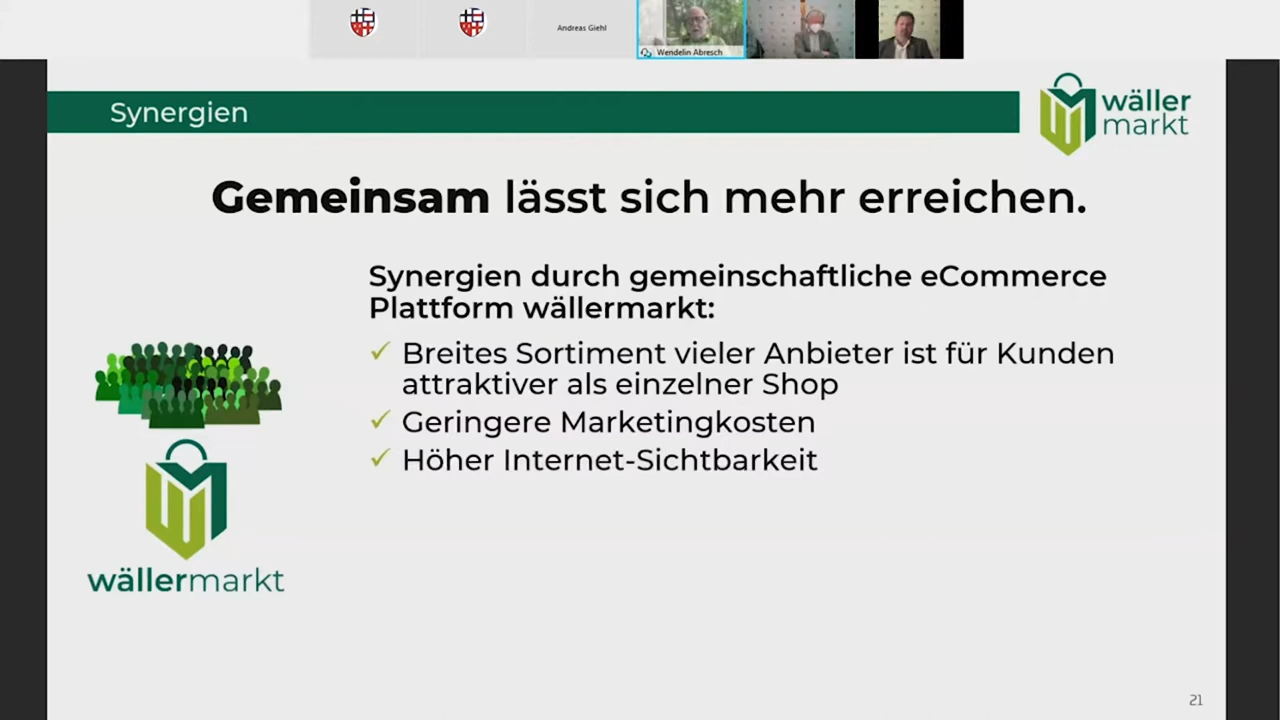 Andreas Giehl
Wendelin Abresch
Synergien
wäller
markt
Gemeinsam lässt sich mehr erreichen.
Synergien durch gemeinschaftliche eCommerce
Plattform wällermarkt:
✓ Breites Sortiment vieler Anbieter ist für Kunden
attraktiver als einzelner Shop
✓ Geringere Marketingkosten
✓ Höher Internet-Sichtbarkeit
wällermarkt
21